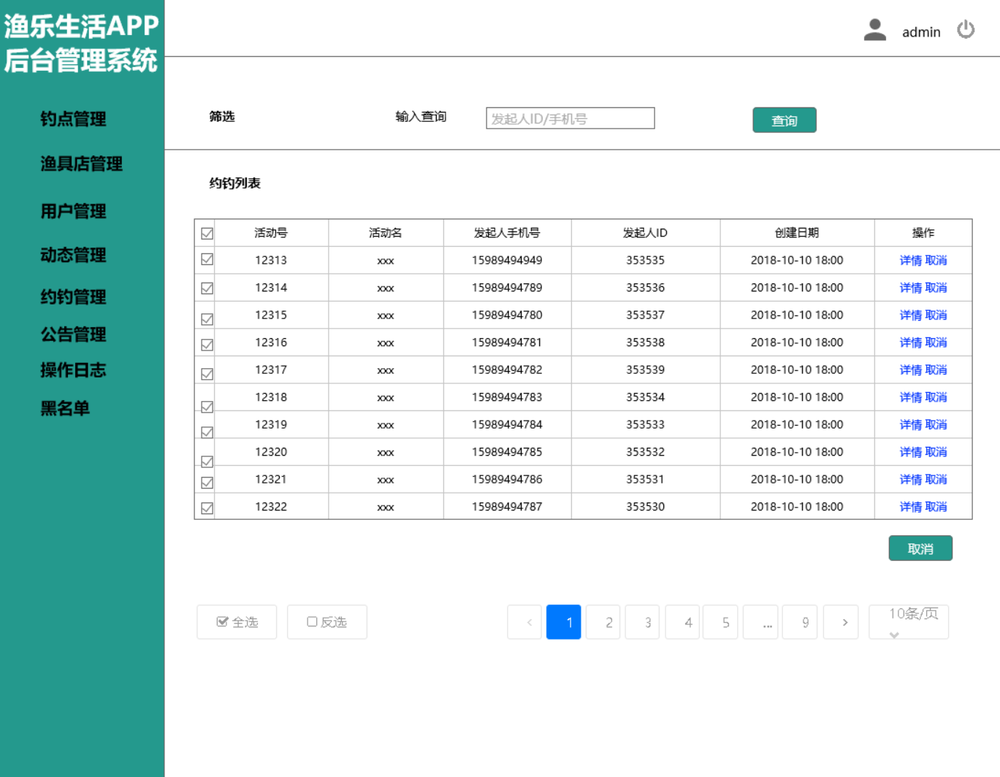 渔乐生活APP
后台管理系统
admin
钓点管理
渔具店管理
用户管理
动态管理
约钓管理
公告管理
操作日志
黑名单
筛选 输入查询 发起人ID/手机号 查询
约钓列表
活动号 活动名 发起人手机号 发起人ID 创建日期 操作
12313 xxx 15989494949 353535 2018-10-10 18:00 详情 取消
12314 xxx 15989494789 353536 2018-10-10 18:00 详情 取消
12315 xxx 15989494780 353537 2018-10-10 18:00 详情 取消
12316 xxx 15989494781 353538 2018-10-10 18:00 详情 取消
12317 xxx 15989494782 353539 2018-10-10 18:00 详情 取消
12318 xxx 15989494783 353534 2018-10-10 18:00 详情 取消
12319 xxx 15989494784 353533 2018-10-10 18:00 详情 取消
12320 xxx 15989494785 353532 2018-10-10 18:00 详情 取消
12321 xxx 15989494786 353531 2018-10-10 18:00 详情 取消
12322 xxx 15989494787 353530 2018-10-10 18:00 详情 取消
取消
全选 反选 < 1 2 3 4 5 ... 9 > 10条/页